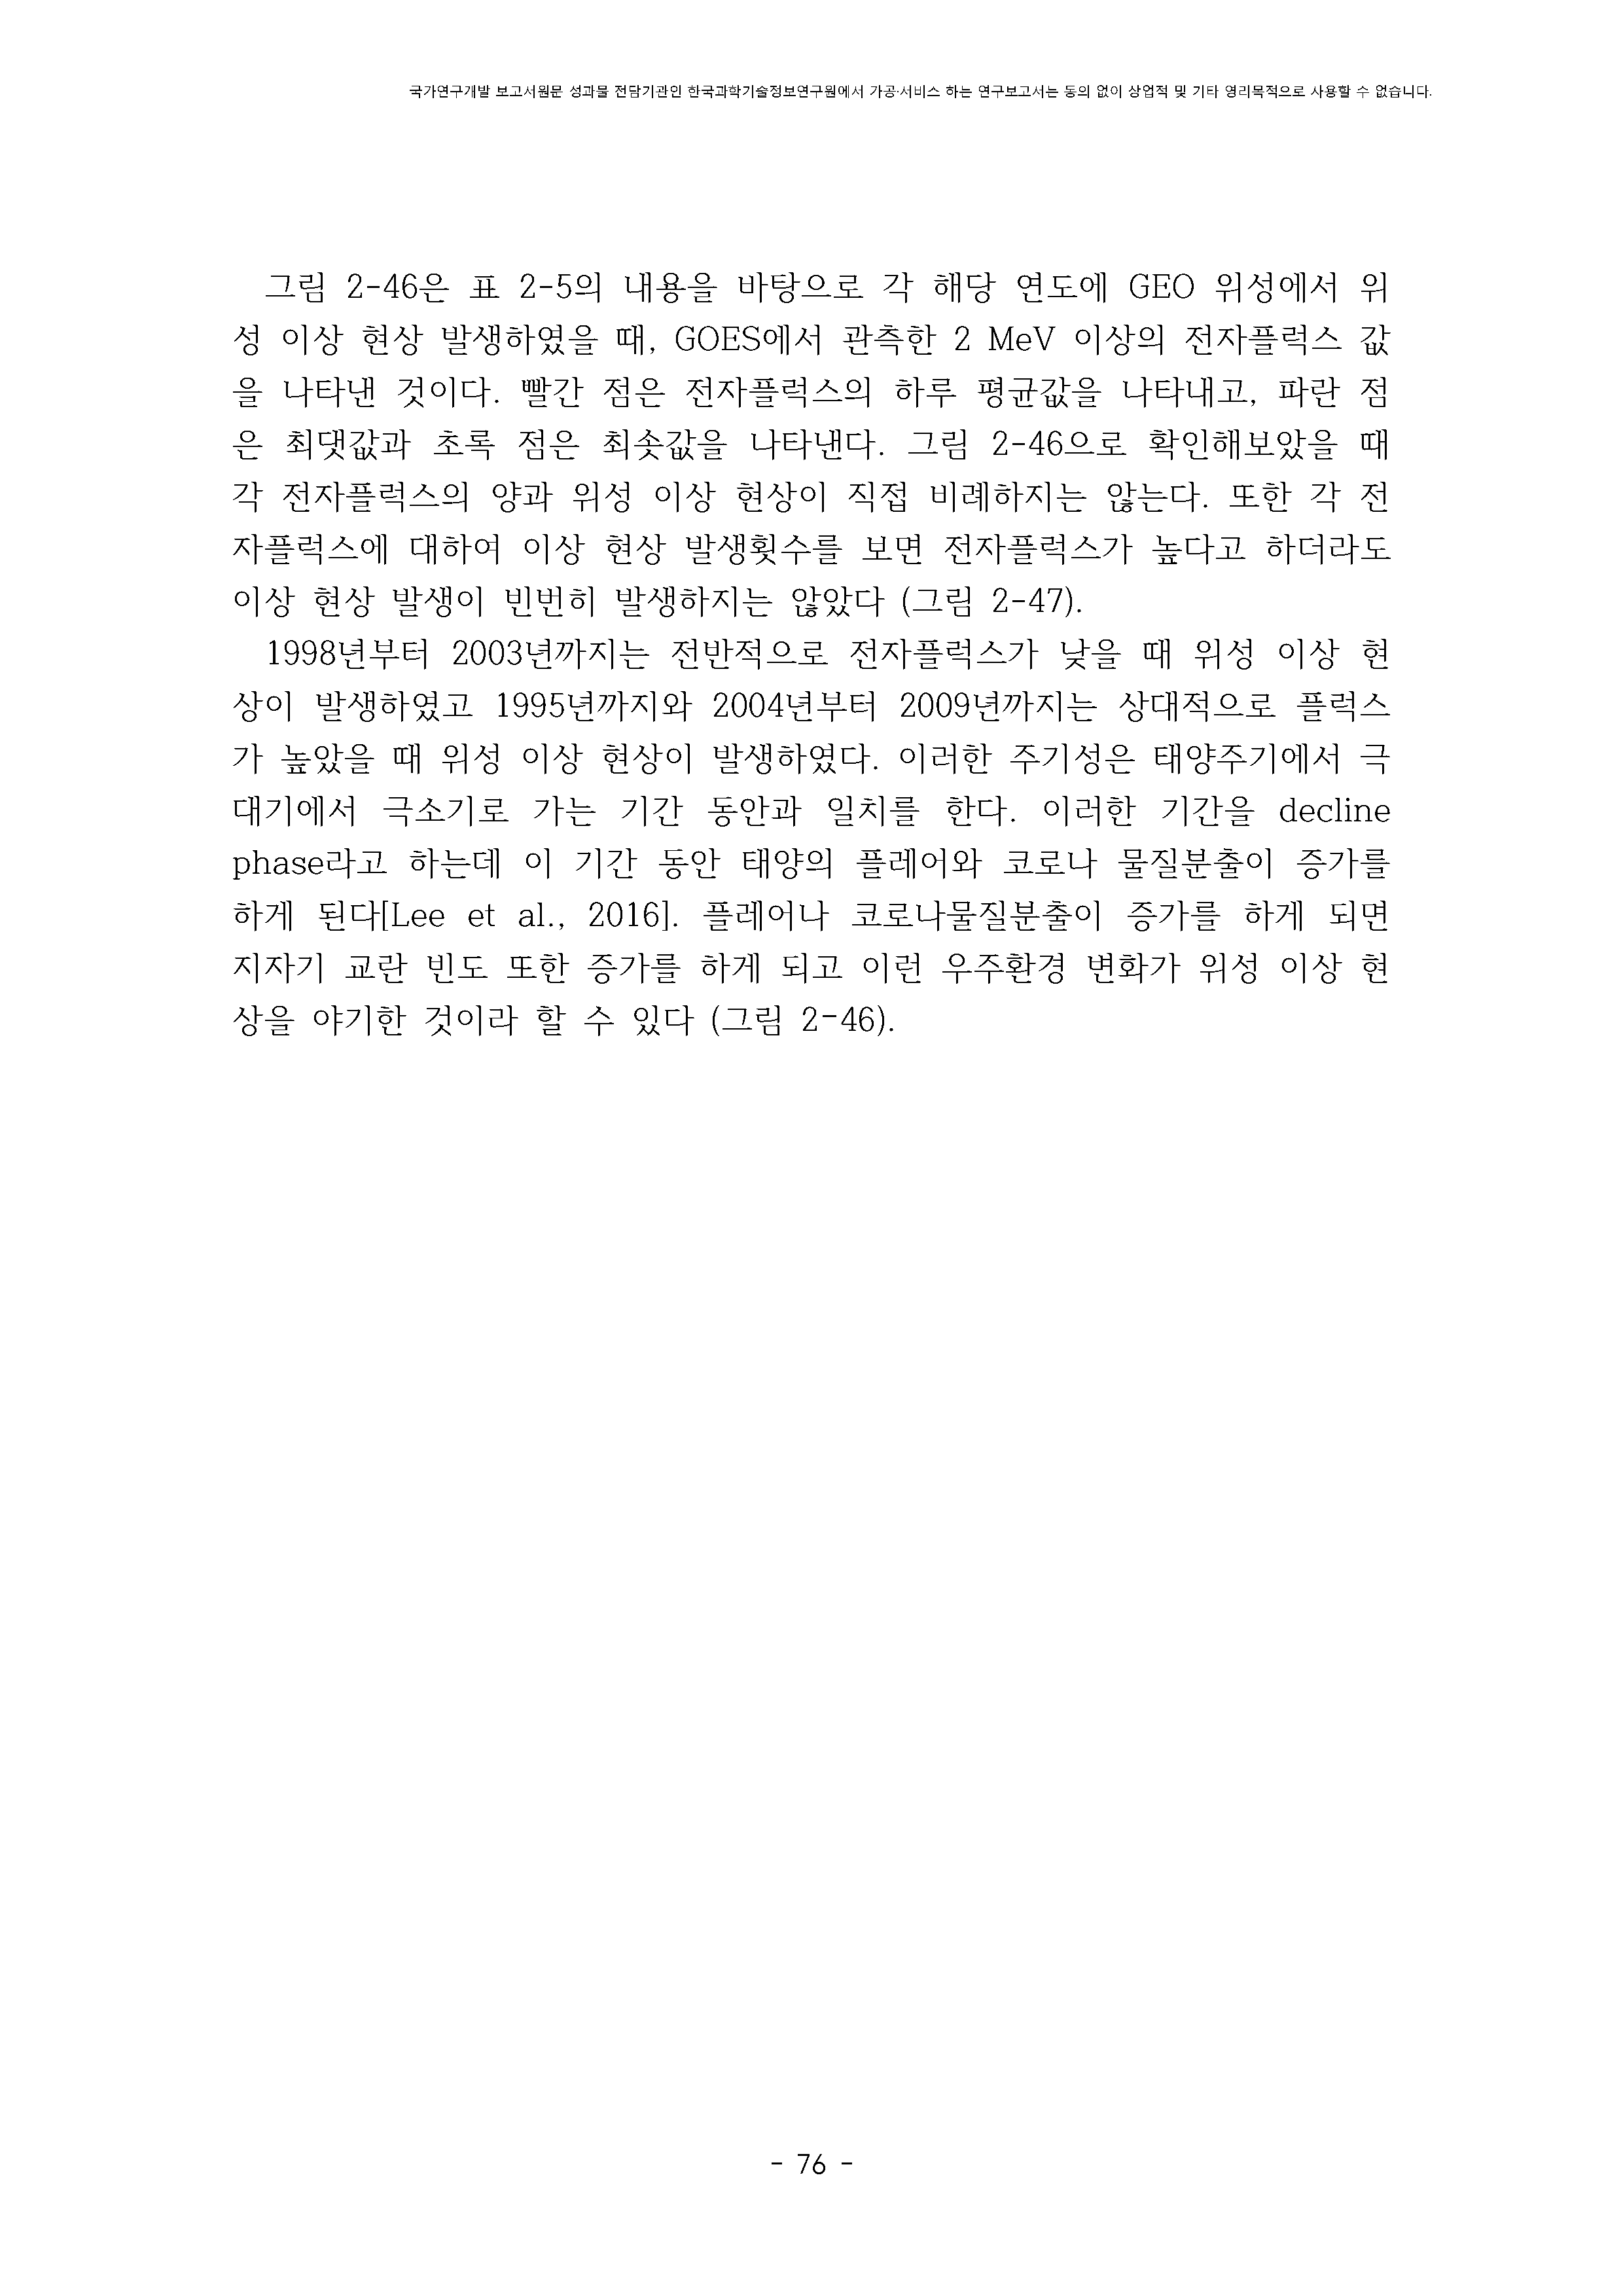 국가연구개발 보고서원문 성과물 전담기관인 한국과학기술정보연구원에서 가공·서비스 하는 연구보고서는 동의 없이 상업적 및 기타 영리목적으로 사용할 수 없습니다.
그림 2-46은 표 2-5의 내용을 바탕으로 각 해당 연도에 GEO 위성에서 위
성 이상 현상 발생하였을 때, GOES에서 관측한 2 MeV 이상의 전자플럭스 값
을 나타낸 것이다. 빨간 점은 전자플럭스의 하루 평균값을 나타내고, 파란 점
은 최댓값과 초록 점은 최솟값을 나타낸다. 그림 2-46으로 확인해보았을 때
각 전자플럭스의 양과 위성 이상 현상이 직접 비례하지는 않는다. 또한 각 전
자플럭스에 대하여 이상 현상 발생횟수를 보면 전자플럭스가 높다고 하더라도
이상 현상 발생이 빈번히 발생하지는 않았다 (그림 2-47).
1998년부터 2003년까지는 전반적으로 전자플럭스가 낮을 때 위성 이상 현
상이 발생하였고 1995년까지와 2004년부터 2009년까지는 상대적으로 플럭스
가 높았을 때 위성 이상 현상이 발생하였다. 이러한 주기성은 태양주기에서 극
대기에서 극소기로 가는 기간 동안과 일치를 한다. 이러한 기간을 decline
phase라고 하는데 이 기간 동안 태양의 플레어와 코로나 물질분출이 증가를
하게 된다[Lee et al., 2016]. 플레어나 코로나물질분출이 증가를 하게 되면
지자기 교란 빈도 또한 증가를 하게 되고 이런 우주환경 변화가 위성 이상 현
상을 야기한 것이라 할 수 있다 (그림 2-46).
- 76 -